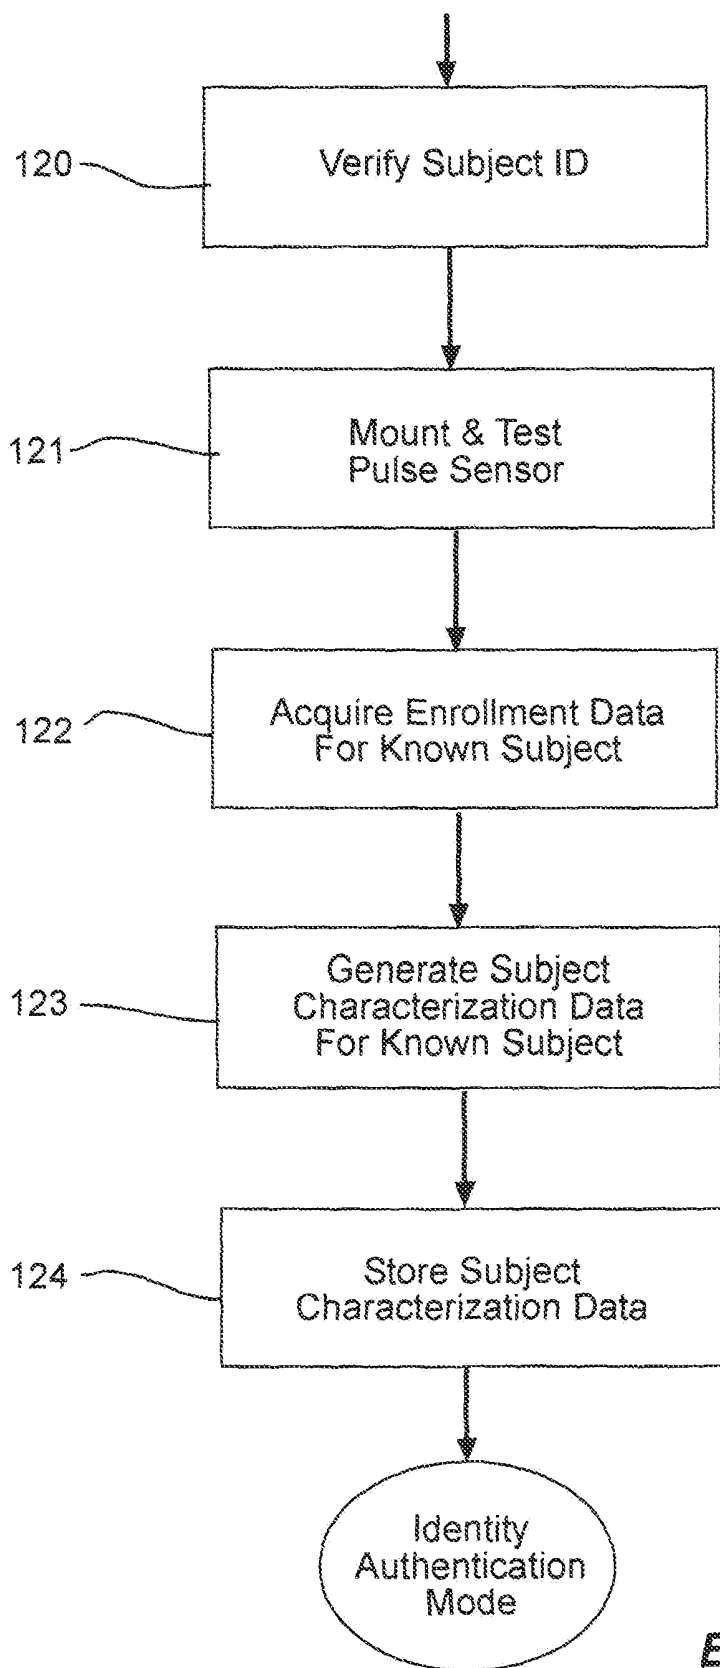 120
Verify Subject ID
121
Mount & Test
Pulse Sensor
122
Acquire Enrollment Data
For Known Subject
123
Generate Subject
Characterization Data
For Known Subject
124
Store Subject
Characterization Data
Identity
Authentication
Mode